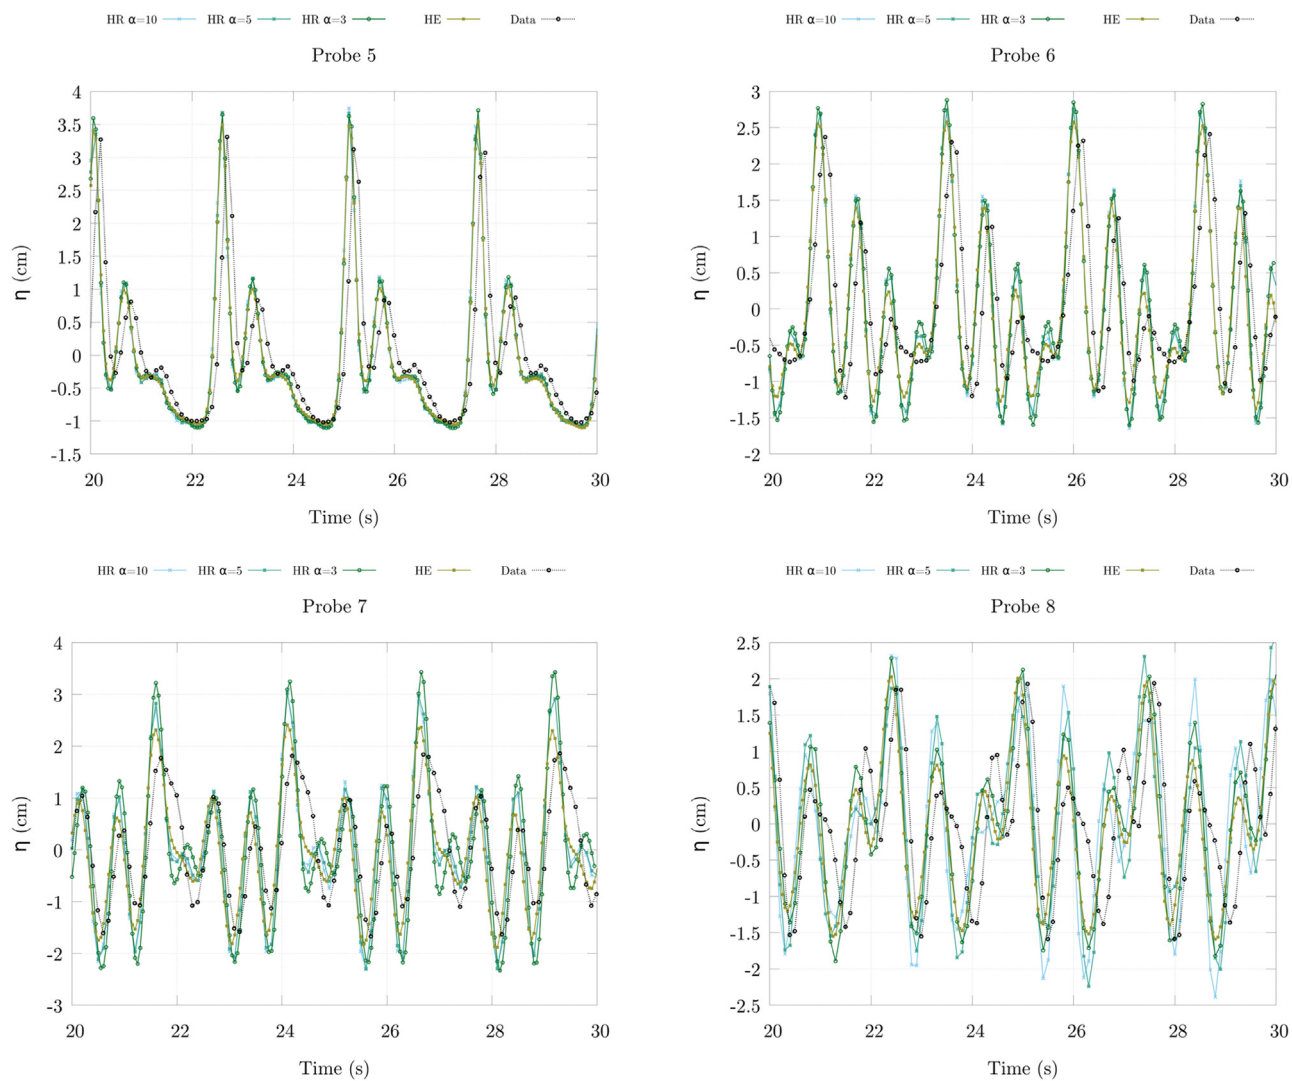 HR α=10 HR α=5 HR α=3 HE Data
Probe 5
4
3.5
3
2.5
2
1.5
1
0.5
0
-0.5
-1
-1.5
η (cm)
20 22 24 26 28 30
Time (s)
HR α=10 HR α=5 HR α=3 HE Data
Probe 6
3
2.5
2
1.5
1
0.5
0
-0.5
-1
-1.5
-2
η (cm)
20 22 24 26 28 30
Time (s)
HR α=10 HR α=5 HR α=3 HE Data
Probe 7
4
3
2
1
0
-1
-2
-3
η (cm)
20 22 24 26 28 30
Time (s)
HR α=10 HR α=5 HR α=3 HE Data
Probe 8
2.5
2
1.5
1
0.5
0
-0.5
-1
-1.5
-2
-2.5
η (cm)
20 22 24 26 28 30
Time (s)